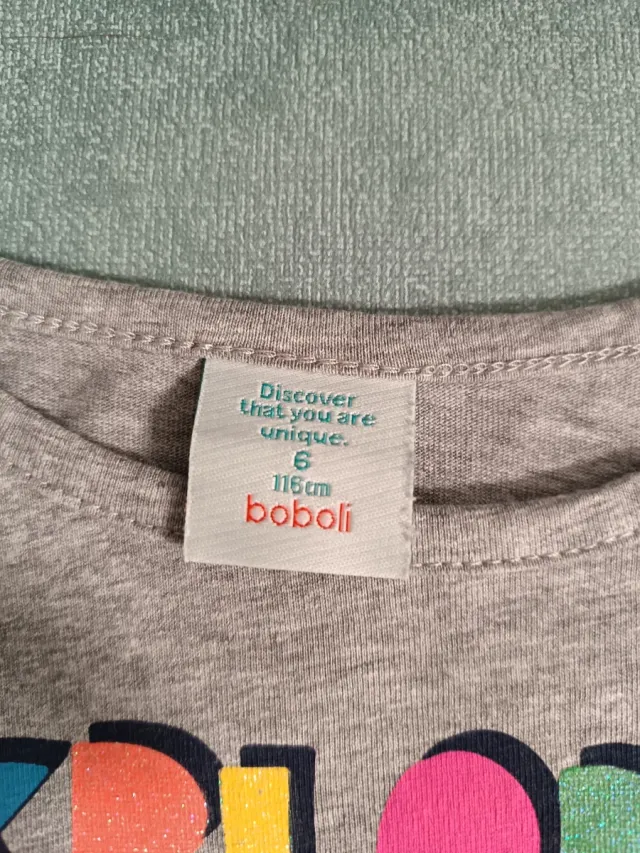 Discover
that you are
unique.
6
116cm
boboli